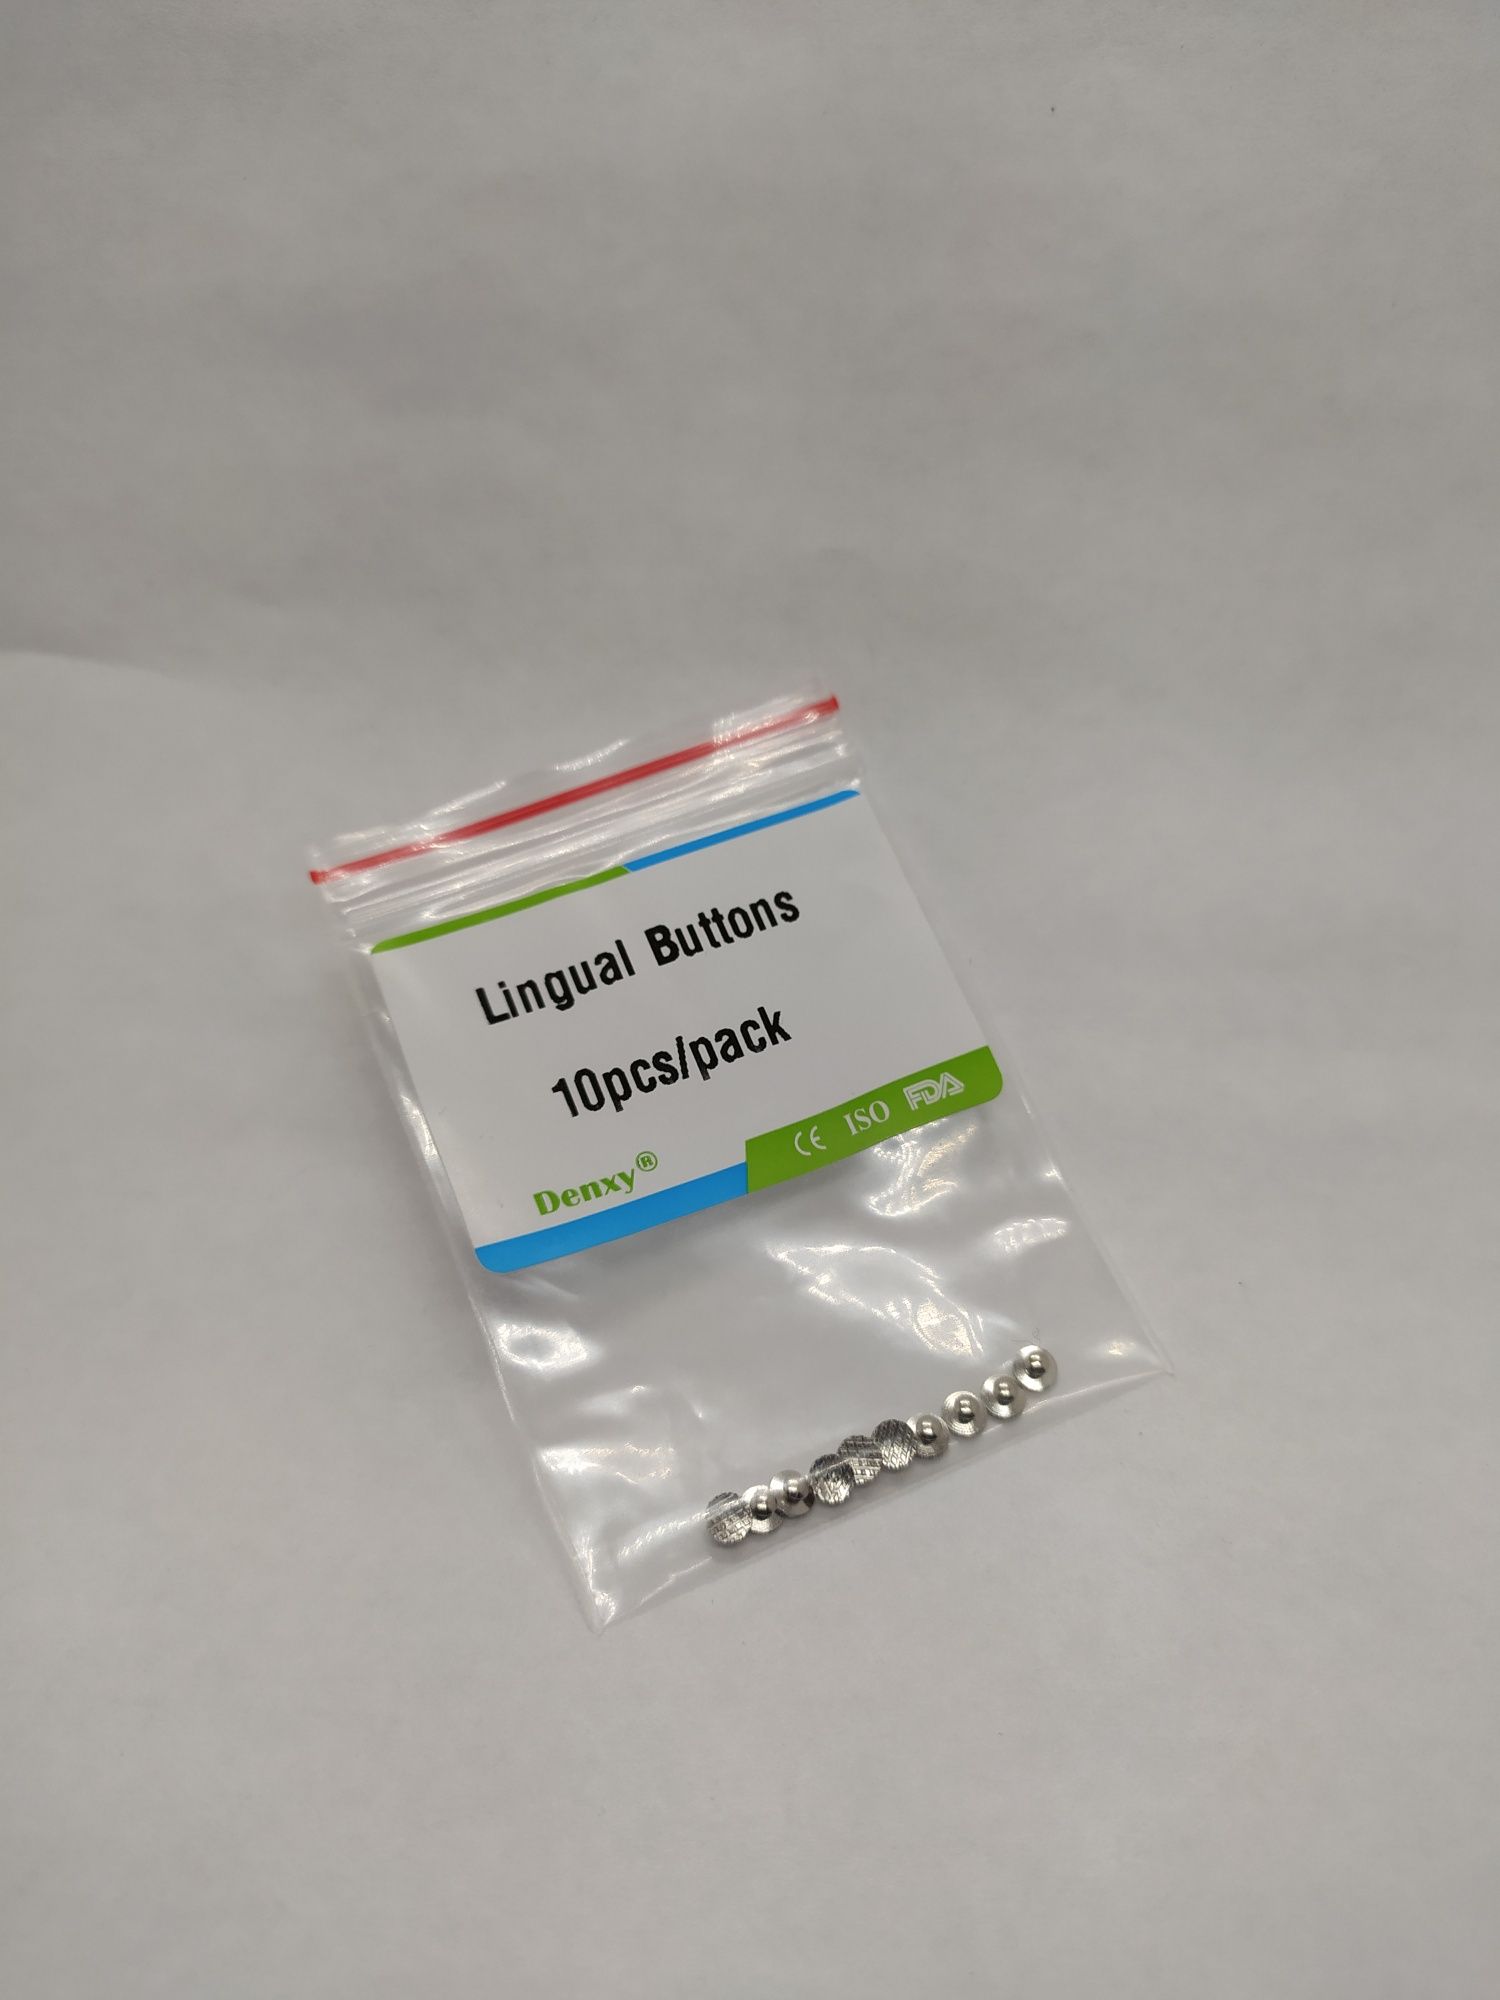 Lingual Buttons
10pcs/pack
Denxy®
CE ISO FDA